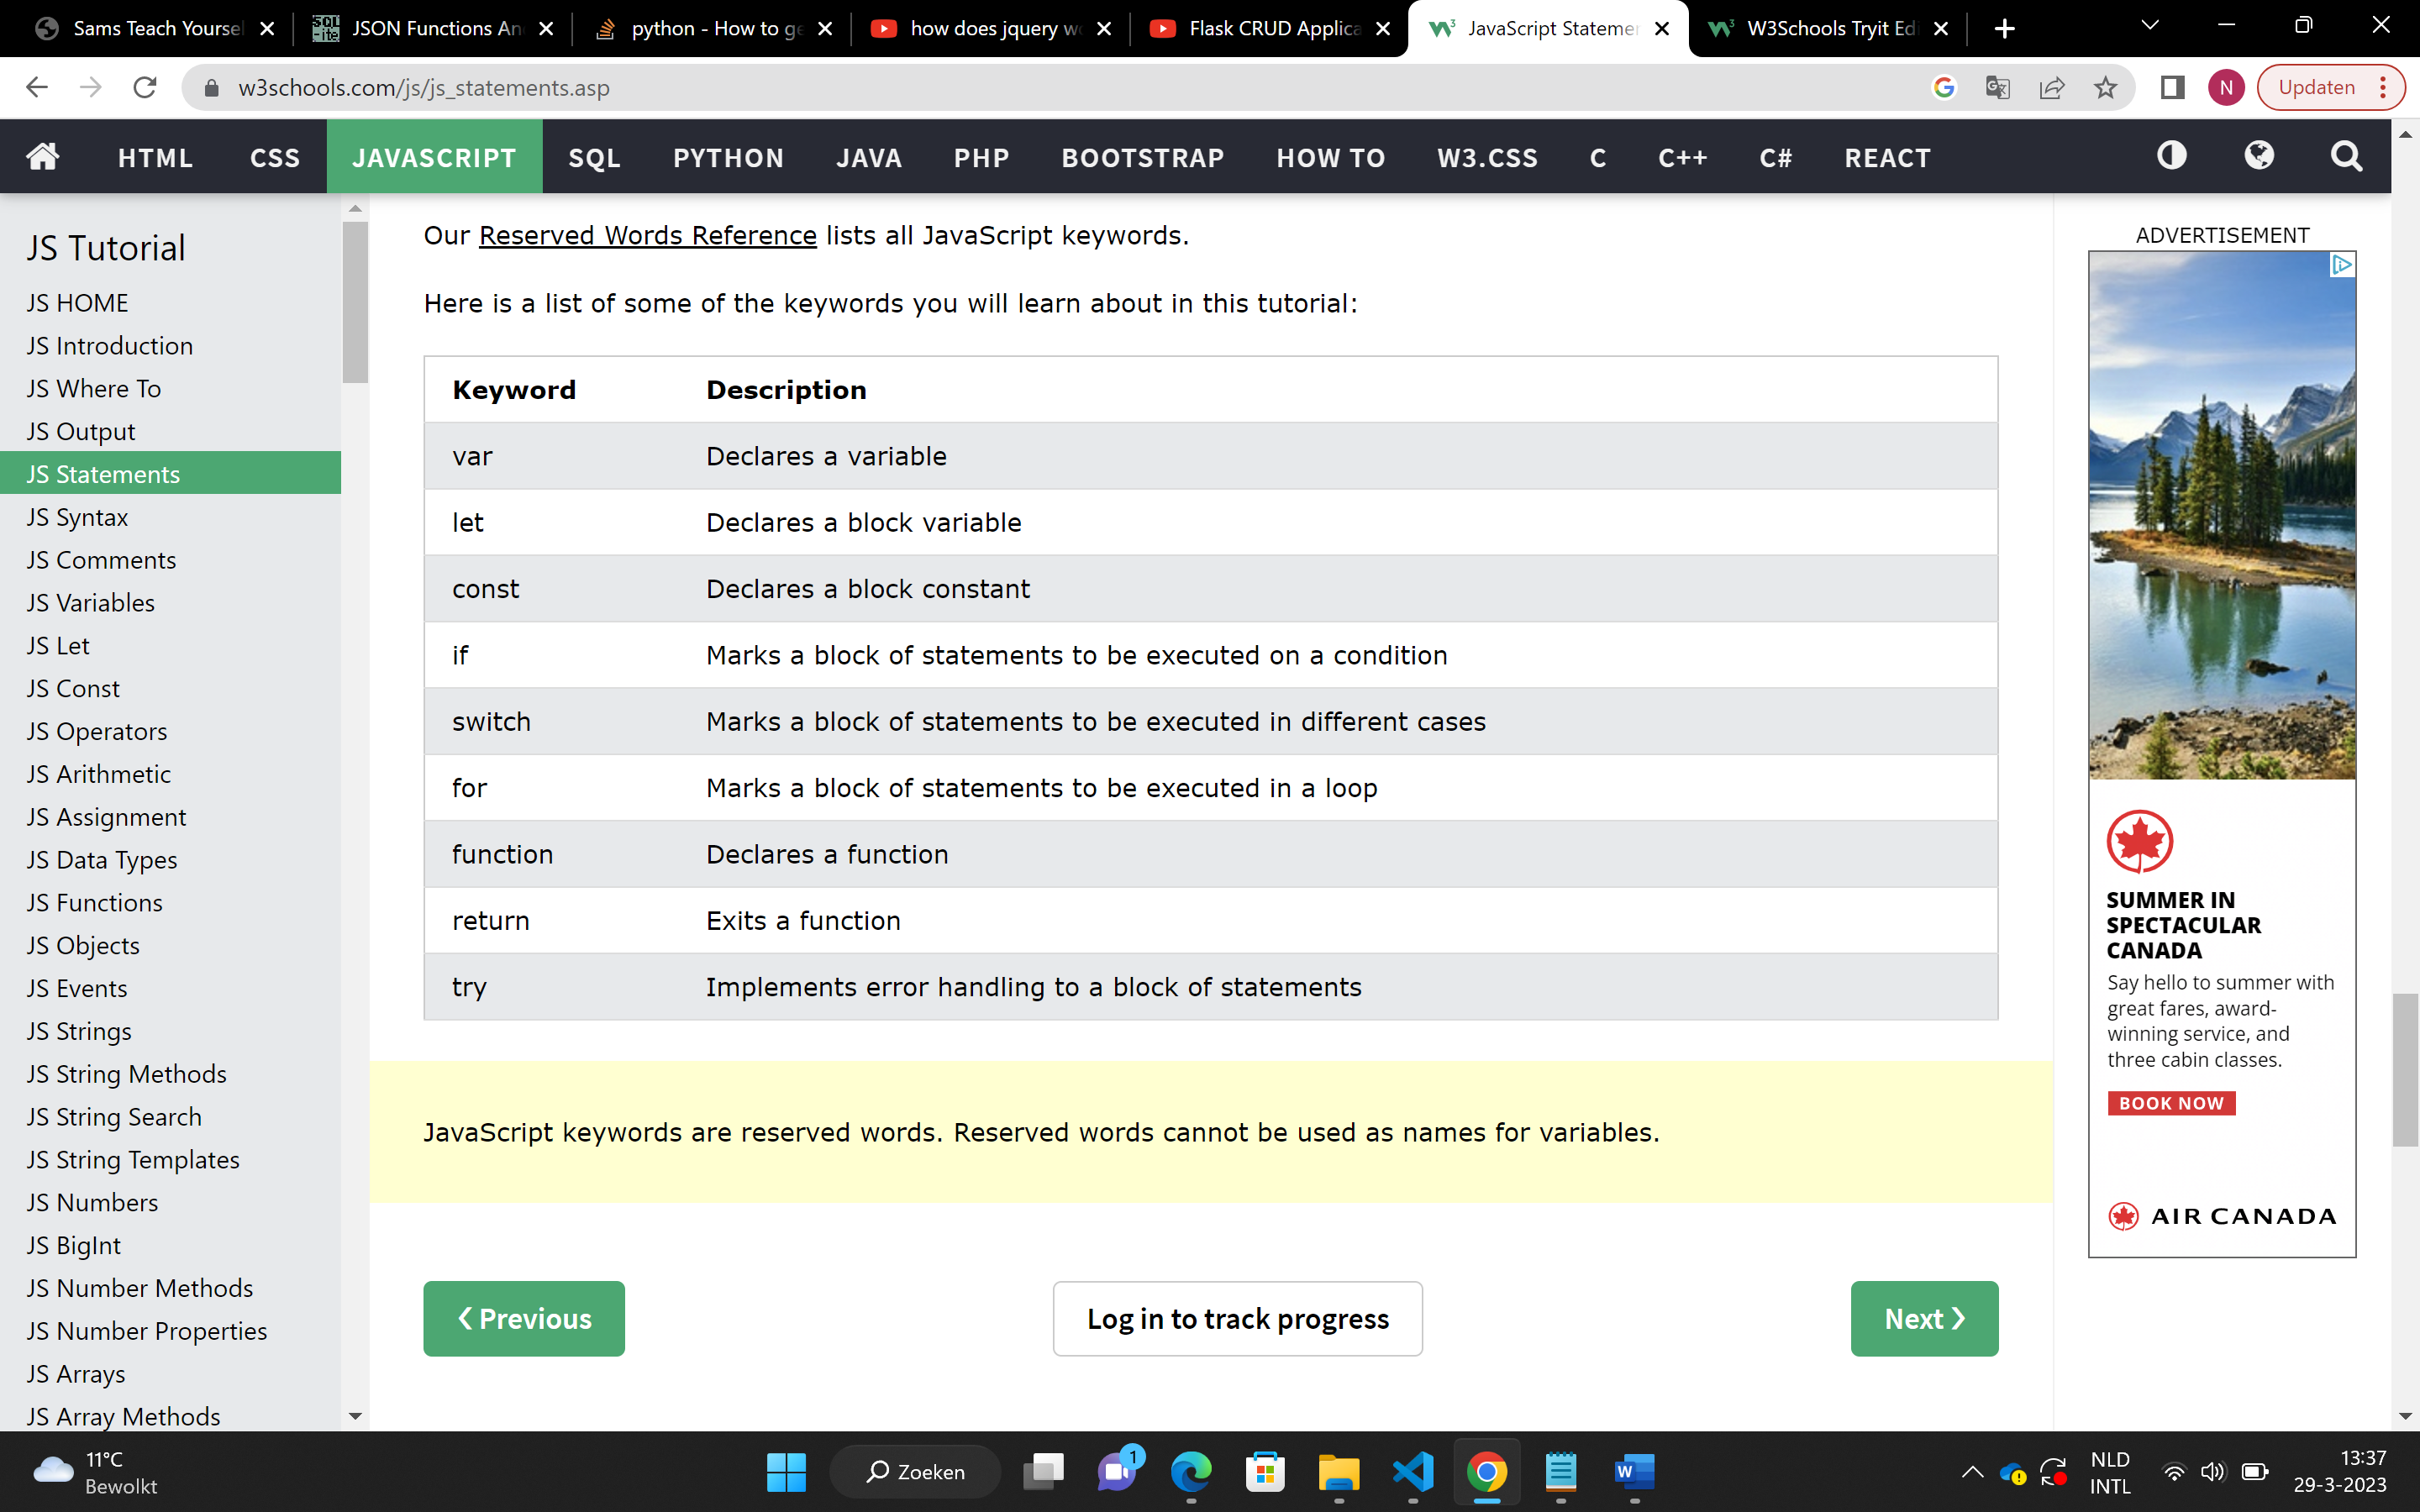 Sams Teach Yoursel
JSON Functions An
python - How to ge
how does jquery w
Flask CRUD Applica
JavaScript Statemen
W3Schools Tryit Ed
w3schools.com/js/js_statements.asp
N
Updaten
HTML CSS JAVASCRIPT SQL PYTHON JAVA PHP BOOTSTRAP HOW TO W3.CSS C C++ C# REACT
JS Tutorial
JS HOME
JS Introduction
JS Where To
JS Output
JS Statements
JS Syntax
JS Comments
JS Variables
JS Let
JS Const
JS Operators
JS Arithmetic
JS Assignment
JS Data Types
JS Functions
JS Objects
JS Events
JS Strings
JS String Methods
JS String Search
JS String Templates
JS Numbers
JS BigInt
JS Number Methods
JS Number Properties
JS Arrays
JS Array Methods
Our Reserved Words Reference lists all JavaScript keywords.
Here is a list of some of the keywords you will learn about in this tutorial:
Keyword Description
var Declares a variable
let Declares a block variable
const Declares a block constant
if Marks a block of statements to be executed on a condition
switch Marks a block of statements to be executed in different cases
for Marks a block of statements to be executed in a loop
function Declares a function
return Exits a function
try Implements error handling to a block of statements
JavaScript keywords are reserved words. Reserved words cannot be used as names for variables.
❮ Previous
Log in to track progress
Next ❯
ADVERTISEMENT
SUMMER IN
SPECTACULAR
CANADA
Say hello to summer with
great fares, award-
winning service, and
three cabin classes.
BOOK NOW
AIR CANADA
11°C
Bewolkt
Zoeken
1
NLD
INTL
13:37
29-3-2023